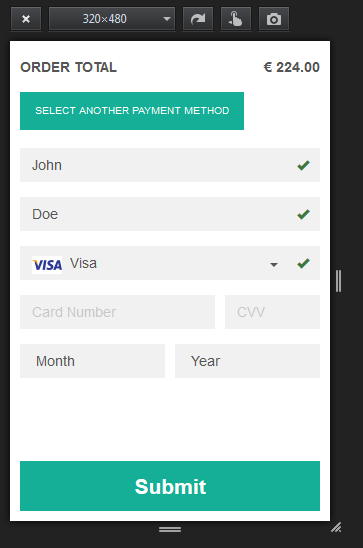 320×480
ORDER TOTAL € 224.00
SELECT ANOTHER PAYMENT METHOD
John
Doe
VISA Visa
Card Number CVV
Month Year
Submit